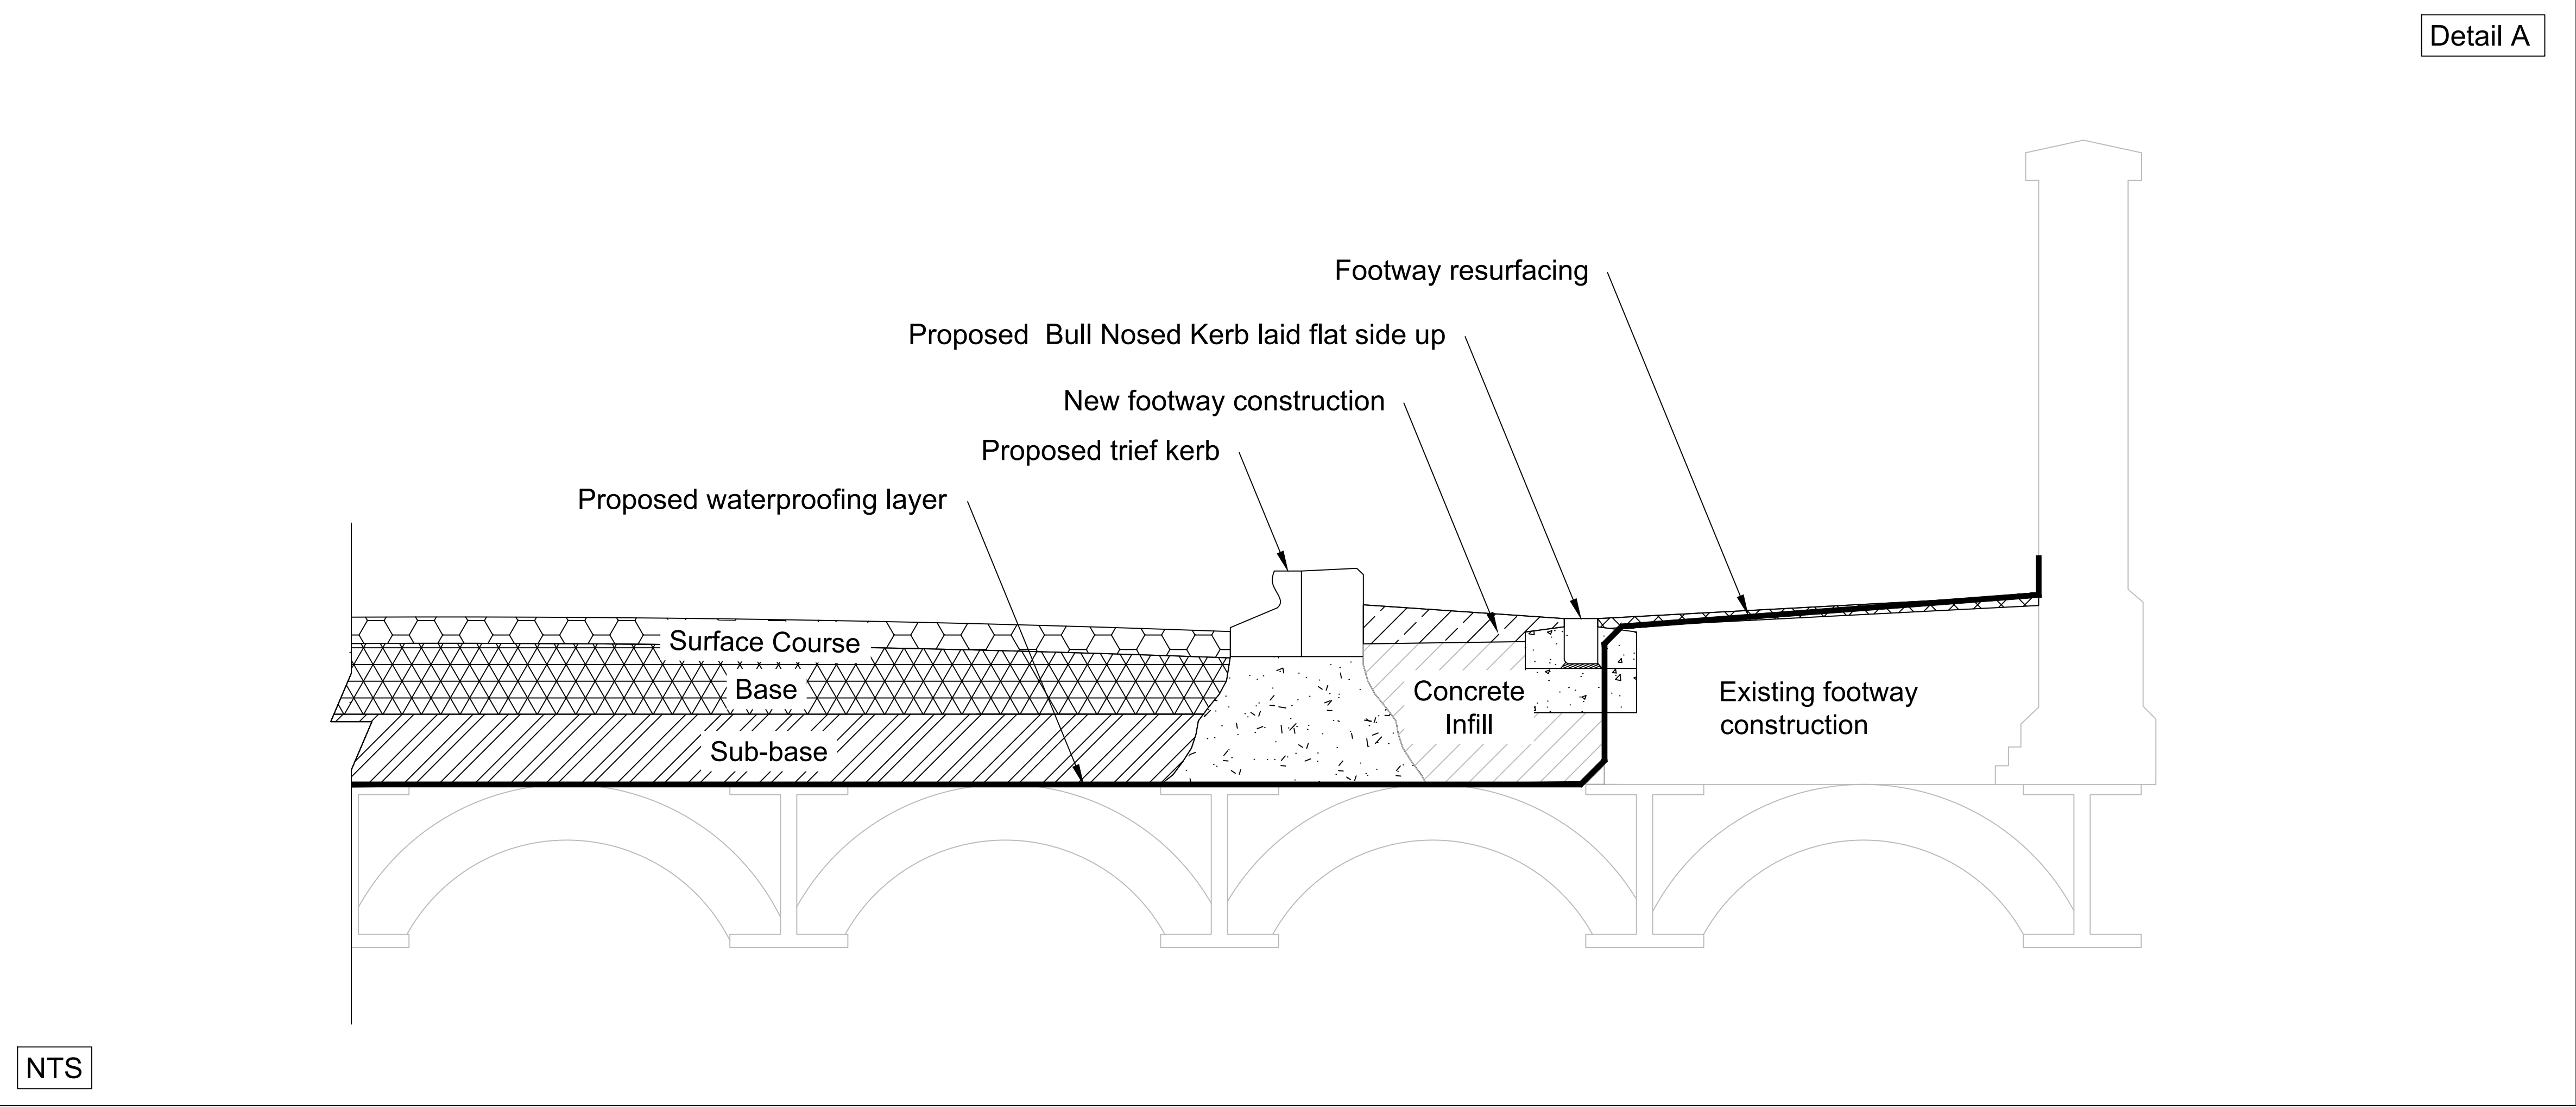 Detail A
Footway resurfacing
Proposed  Bull Nosed Kerb laid flat side up
New footway construction
Proposed trief kerb
Proposed waterproofing layer
Surface Course
Base
Sub-base
Concrete
Infill
Existing footway
construction
NTS